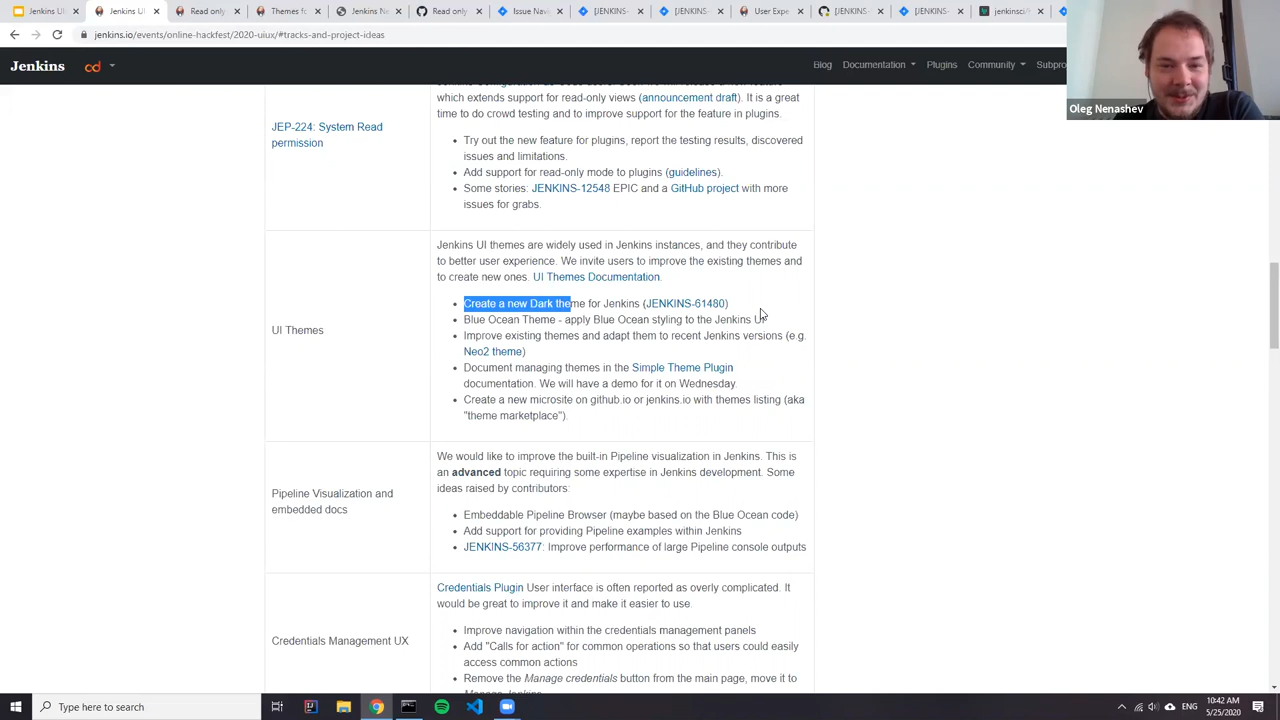 Jenkins UI/
Jenkins UI
Read only
Themes fo
Jenkins Ne
Read only
Issue Navi
[JENKINS-
[JENKINS-
User Expe
[JENKINS-
[JENKINS-
jenkinsci/
jenkins.io/events/online-hackfest/2020-uiux/#tracks-and-project-ideas
Jenkins
cd
Blog
Documentation
Plugins
Community
Subpro
Oleg Nenashev
which extends support for read-only views (announcement draft). It is a great
time to do crowd testing and to improve support for the feature in plugins.
JEP-224: System Read
permission
Try out the new feature for plugins, report the testing results, discovered
issues and limitations.
Add support for read-only mode to plugins (guidelines).
Some stories: JENKINS-12548 EPIC and a GitHub project with more
issues for grabs.
UI Themes
Jenkins UI themes are widely used in Jenkins instances, and they contribute
to better user experience. We invite users to improve the existing themes and
to create new ones. UI Themes Documentation.
Create a new Dark theme for Jenkins (JENKINS-61480)
Blue Ocean Theme - apply Blue Ocean styling to the Jenkins UI
Improve existing themes and adapt them to recent Jenkins versions (e.g.
Neo2 theme)
Document managing themes in the Simple Theme Plugin
documentation. We will have a demo for it on Wednesday.
Create a new microsite on github.io or jenkins.io with themes listing (aka
"theme marketplace").
Pipeline Visualization and
embedded docs
We would like to improve the built-in Pipeline visualization in Jenkins. This is
an advanced topic requiring some expertise in Jenkins development. Some
ideas raised by contributors:
Embeddable Pipeline Browser (maybe based on the Blue Ocean code)
Add support for providing Pipeline examples within Jenkins
JENKINS-56377: Improve performance of large Pipeline console outputs
Credentials Management UX
Credentials Plugin User interface is often reported as overly complicated. It
would be great to improve it and make it easier to use.
Improve navigation within the credentials management panels
Add "Calls for action" for common operations so that users could easily
access common actions
Remove the Manage credentials button from the main page, move it to
Type here to search
ENG
10:42 AM
5/25/2020